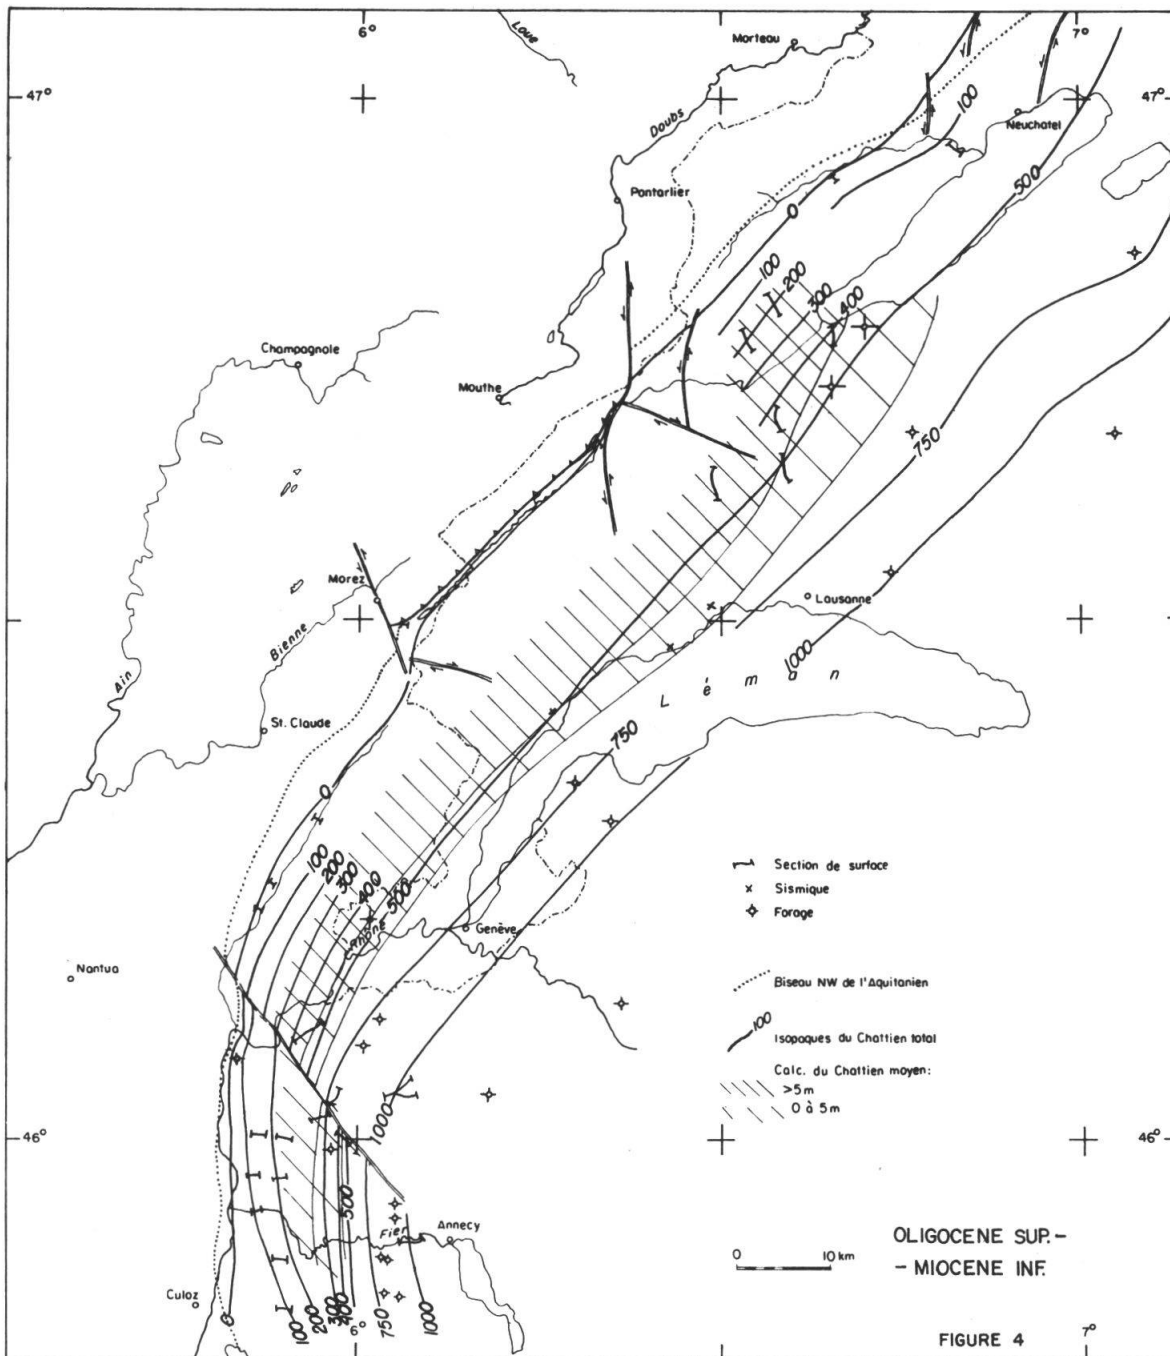 6°
7°
Loue
Morteau
47°
47°
Doubs
100
Neuchatel
500
Pontarlier
0
100
200
300
400
Champagnole
Mouthe
750
Morez
Lausanne
Bienne
1000
Ain
Léman
St. Claude
750
0
100
200
300
400
500
Rhône
Genève
Section de surface
Sismique
Forage
Nantua
Biseau NW de l'Aquitanien
100
Isopaques du Chattien total
Calc. du Chattien moyen:
>5m
0 à 5m
1000
46°
46°
500
Fier
Annecy
0 10 km
OLIGOCENE SUP.-
- MIOCENE INF.
Culoz
0
100
200
300
400
6°
750
1000
7°
FIGURE 4